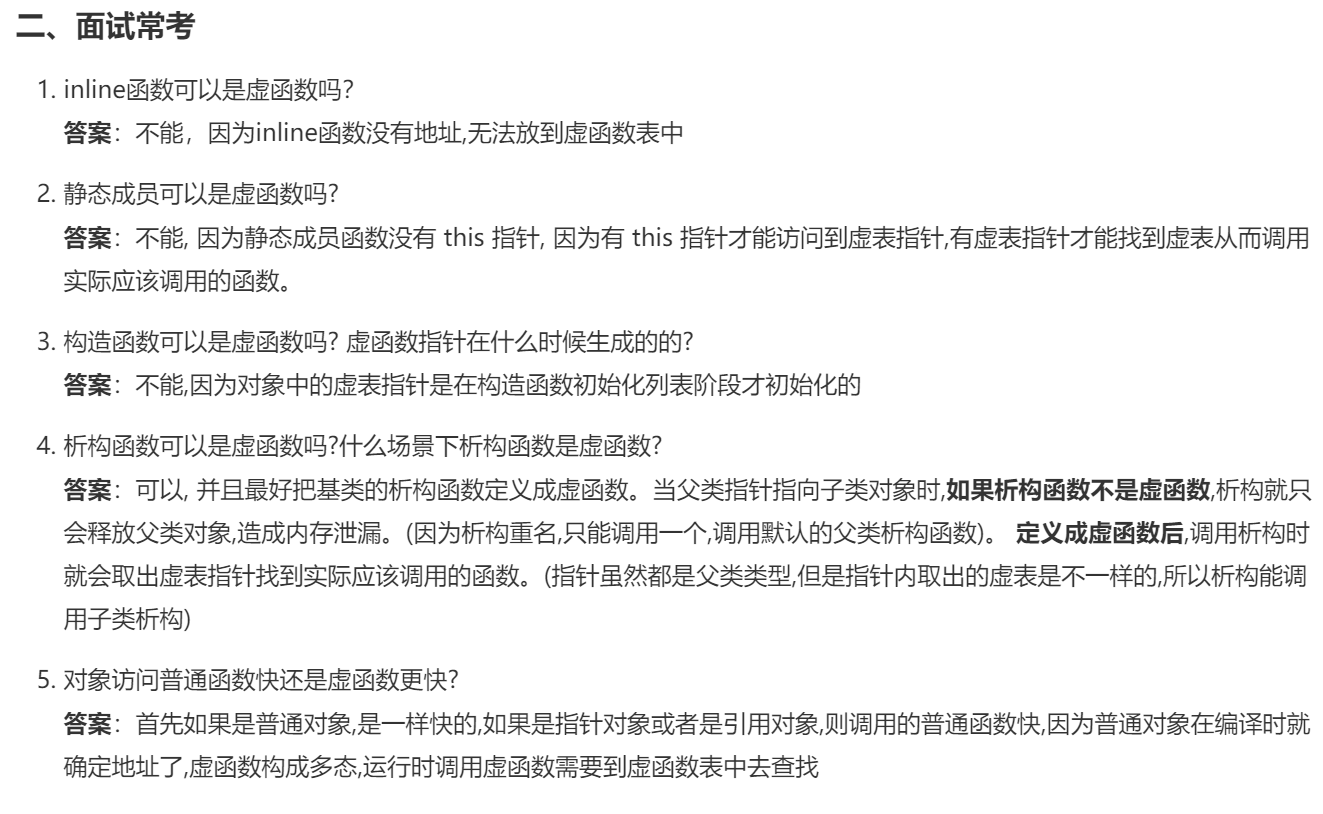 二、面试常考
1. inline函数可以是虚函数吗?
答案：不能，因为inline函数没有地址,无法放到虚函数表中
2. 静态成员可以是虚函数吗?
答案：不能, 因为静态成员函数没有 this 指针, 因为有 this 指针才能访问到虚表指针,有虚表指针才能找到虚表从而调用
实际应该调用的函数。
3. 构造函数可以是虚函数吗? 虚函数指针在什么时候生成的的?
答案：不能,因为对象中的虚表指针是在构造函数初始化列表阶段才初始化的
4. 析构函数可以是虚函数吗?什么场景下析构函数是虚函数?
答案：可以, 并且最好把基类的析构函数定义成虚函数。当父类指针指向子类对象时,如果析构函数不是虚函数,析构就只
会释放父类对象,造成内存泄漏。(因为析构重名,只能调用一个,调用默认的父类析构函数)。 定义成虚函数后,调用析构时
就会取出虚表指针找到实际应该调用的函数。(指针虽然都是父类类型,但是指针内取出的虚表是不一样的,所以析构能调
用子类析构)
5. 对象访问普通函数快还是虚函数更快?
答案：首先如果是普通对象,是一样快的,如果是指针对象或者是引用对象,则调用的普通函数快,因为普通对象在编译时就
确定地址了,虚函数构成多态,运行时调用虚函数需要到虚函数表中去查找